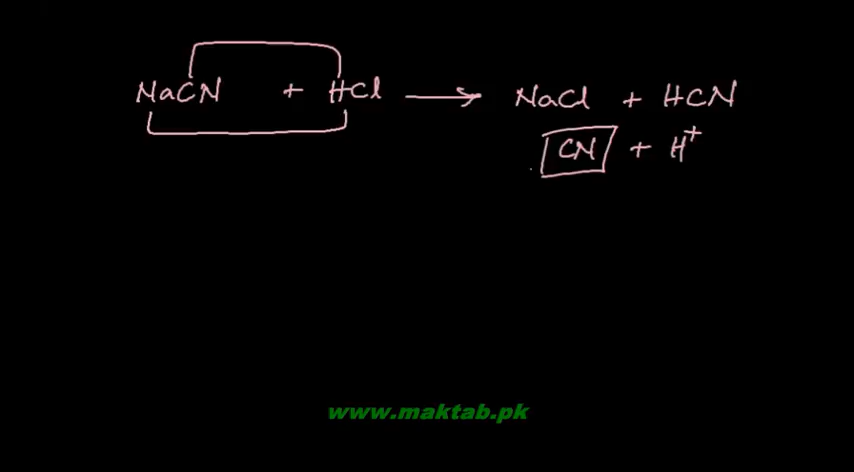 NaCN + HCl → NaCl + HCN
CN + H⁺
www.maktab.pk